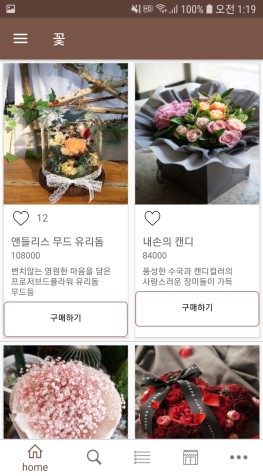 100% 오전 1:19
꽃
12
앤들리스 무드 유리돔
108000
변치않는 영원한 마음을 담은
프로저브드플라워 유리돔
무드등
구매하기
내손의 캔디
84000
풍성한 수국과 캔디컬러의
사랑스러운 장미들이 가득
구매하기
home